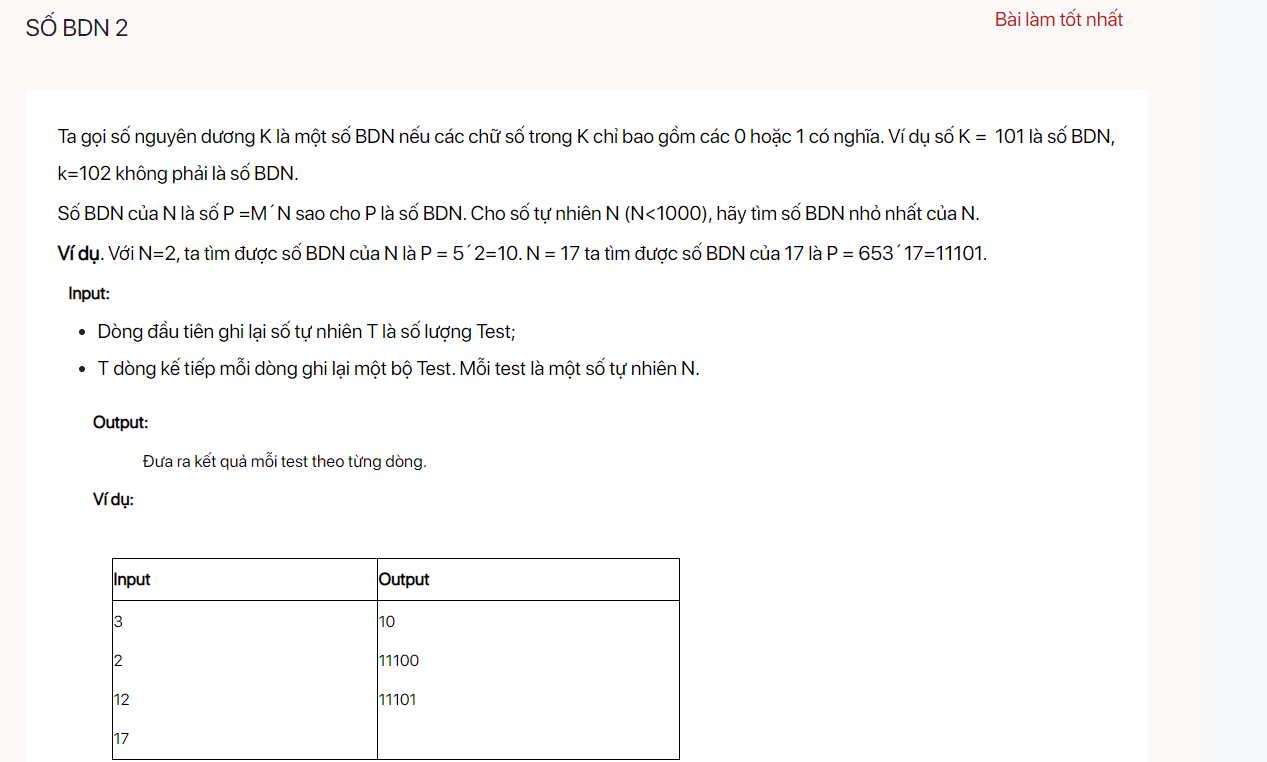 SỐ BDN 2
Bài làm tốt nhất
Ta gọi số nguyên dương K là một số BDN nếu các chữ số trong K chỉ bao gồm các 0 hoặc 1 có nghĩa. Ví dụ số K = 101 là số BDN,
k=102 không phải là số BDN.
Số BDN của N là số P =M´N sao cho P là số BDN. Cho số tự nhiên N (N<1000), hãy tìm số BDN nhỏ nhất của N.
Ví dụ. Với N=2, ta tìm được số BDN của N là P = 5´2=10. N = 17 ta tìm được số BDN của 17 là P = 653´17=11101.
Input:
• Dòng đầu tiên ghi lại số tự nhiên T là số lượng Test;
• T dòng kế tiếp mỗi dòng ghi lại một bộ Test. Mỗi test là một số tự nhiên N.
Output:
Đưa ra kết quả mỗi test theo từng dòng.
Ví dụ:
Input Output
3 10
2 11100
12 11101
17